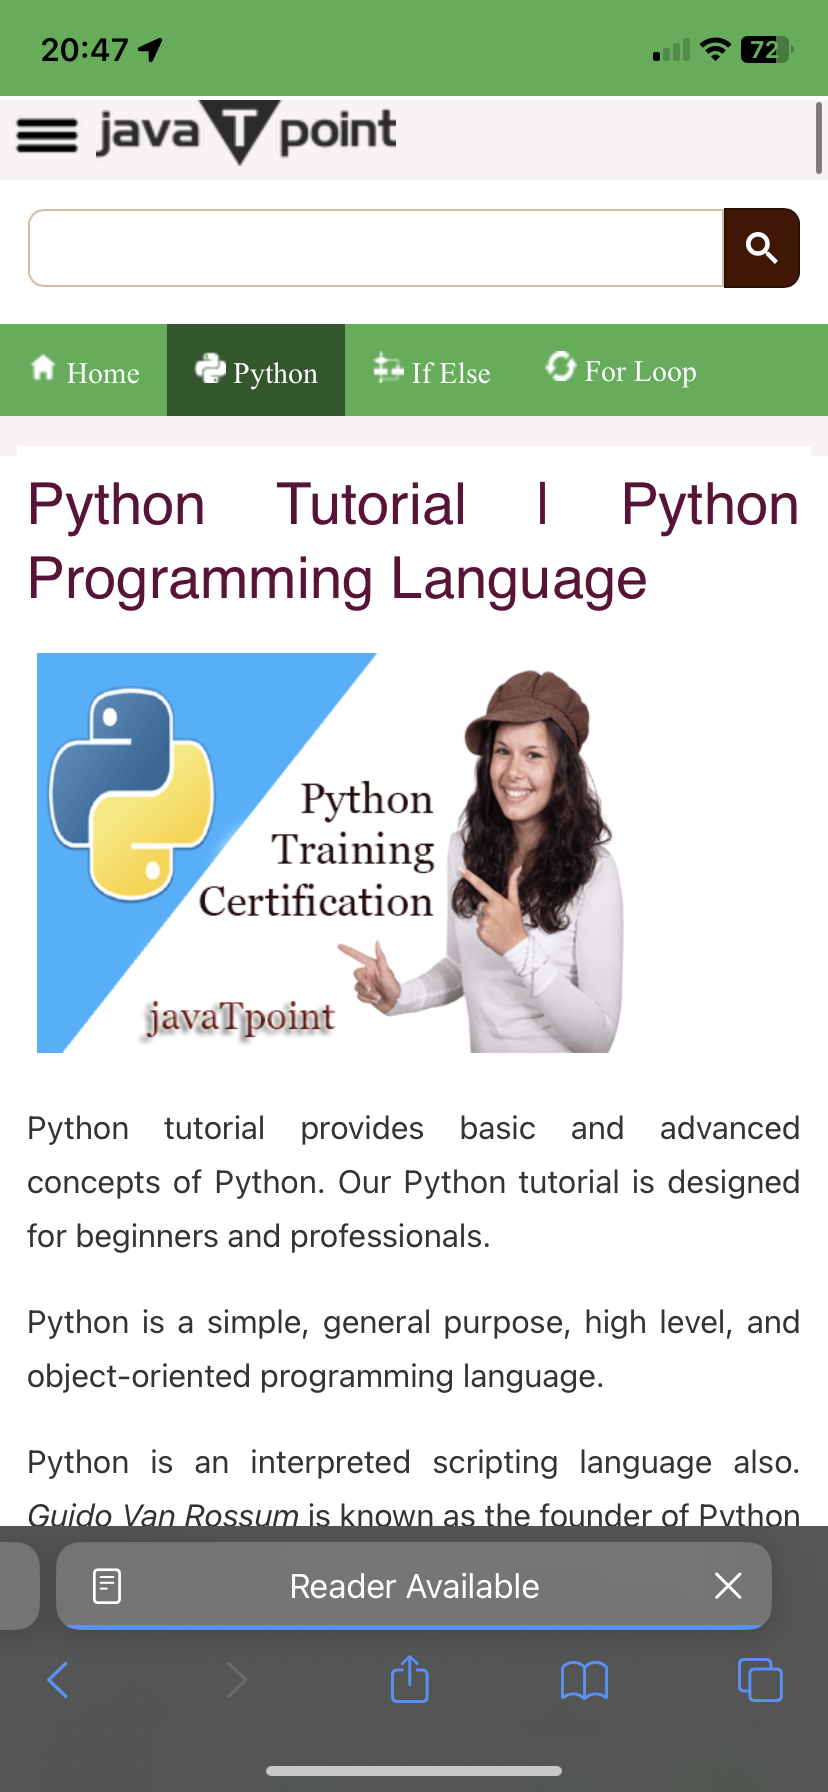 20:47
72
javaTpoint
Home
Python
If Else
For Loop
Python Tutorial | Python
Programming Language
Python
Training
Certification
javaTpoint
Python tutorial provides basic and advanced
concepts of Python. Our Python tutorial is designed
for beginners and professionals.
Python is a simple, general purpose, high level, and
object-oriented programming language.
Python is an interpreted scripting language also.
Guido Van Rossum is known as the founder of Python
Reader Available